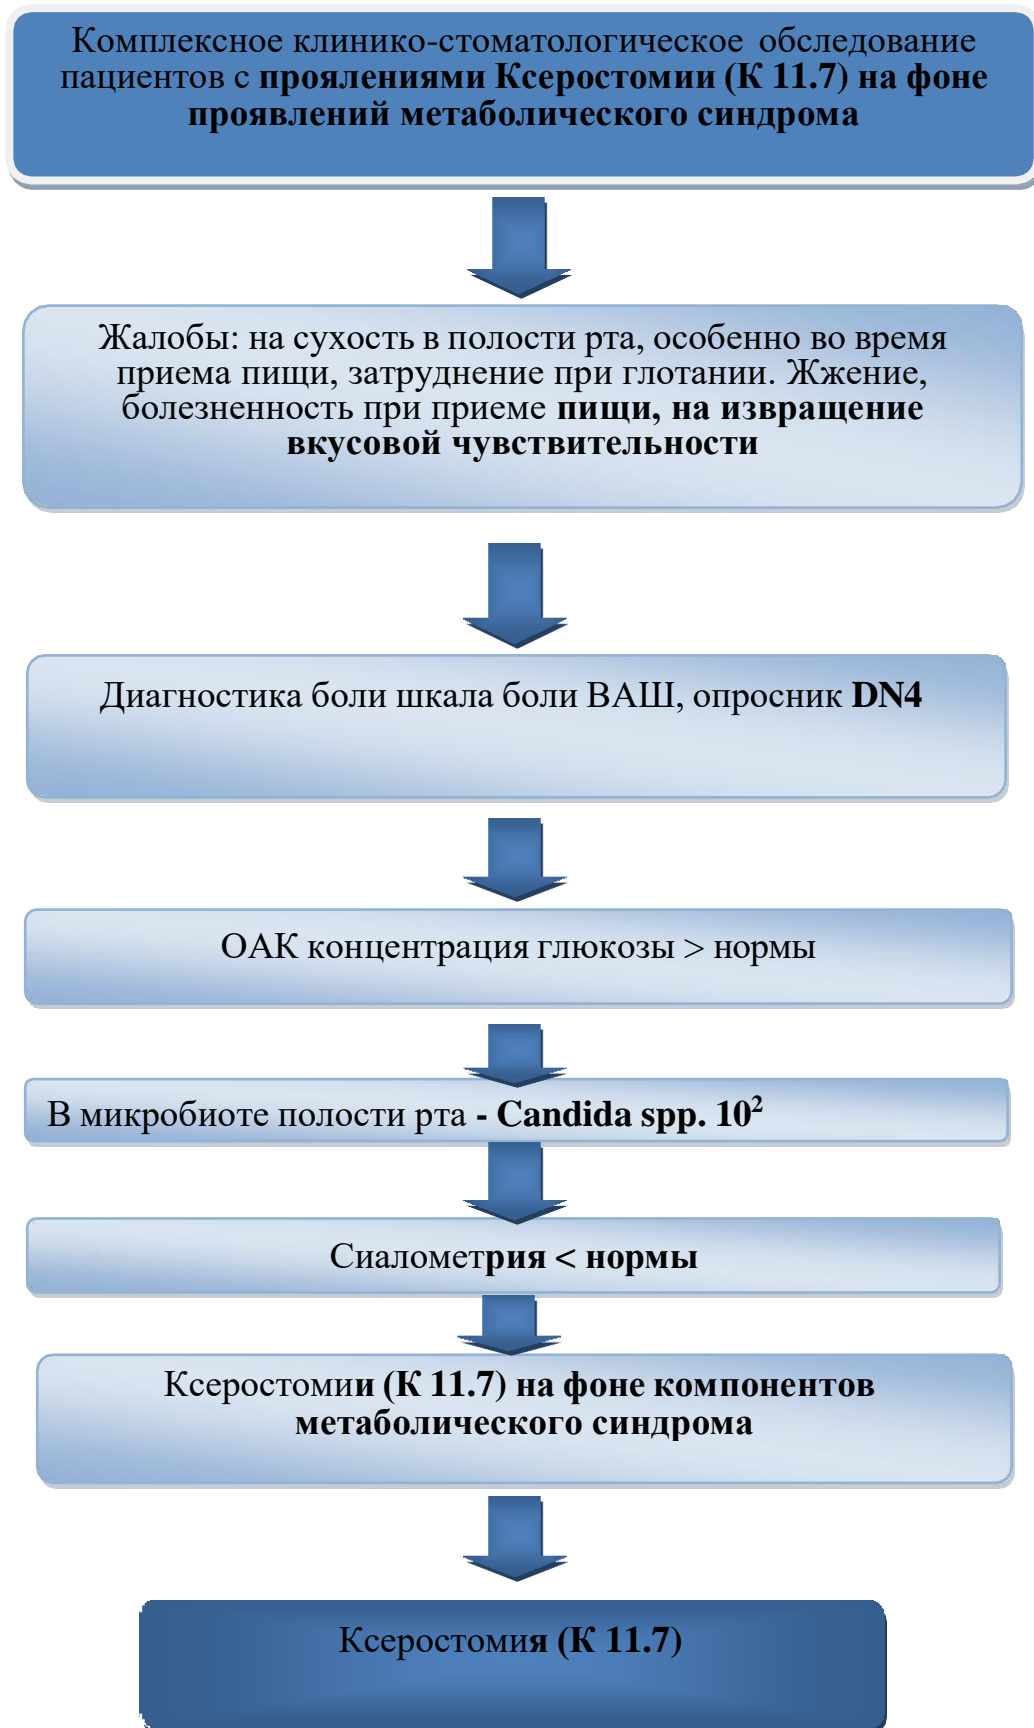 Комплексное клинико-стоматологическое обследование
пациентов с проялениями Ксеростомии (К 11.7) на фоне
проявлений метаболического синдрома
Жалобы: на сухость в полости рта, особенно во время
приема пищи, затруднение при глотании. Жжение,
болезненность при приеме пищи, на извращение
вкусовой чувствительности
Диагностика боли шкала боли ВАШ, опросник DN4
ОАК концентрация глюкозы > нормы
В микробиоте полости рта - Candida spp. 10²
Сиалометрия < нормы
Ксеростомии (К 11.7) на фоне компонентов
метаболического синдрома
Ксеростомия (К 11.7)